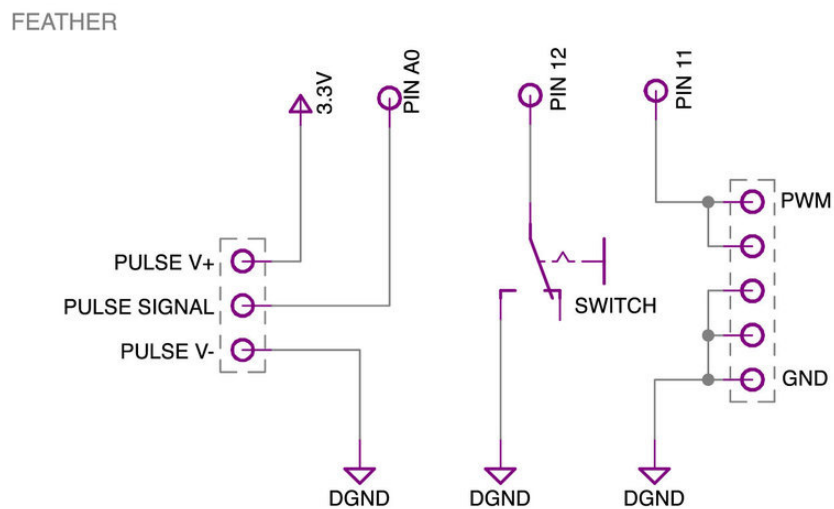 FEATHER
3.3V
PIN A0
PIN 12
PIN 11
PWM
PULSE V+
PULSE SIGNAL
SWITCH
PULSE V-
GND
DGND
DGND
DGND